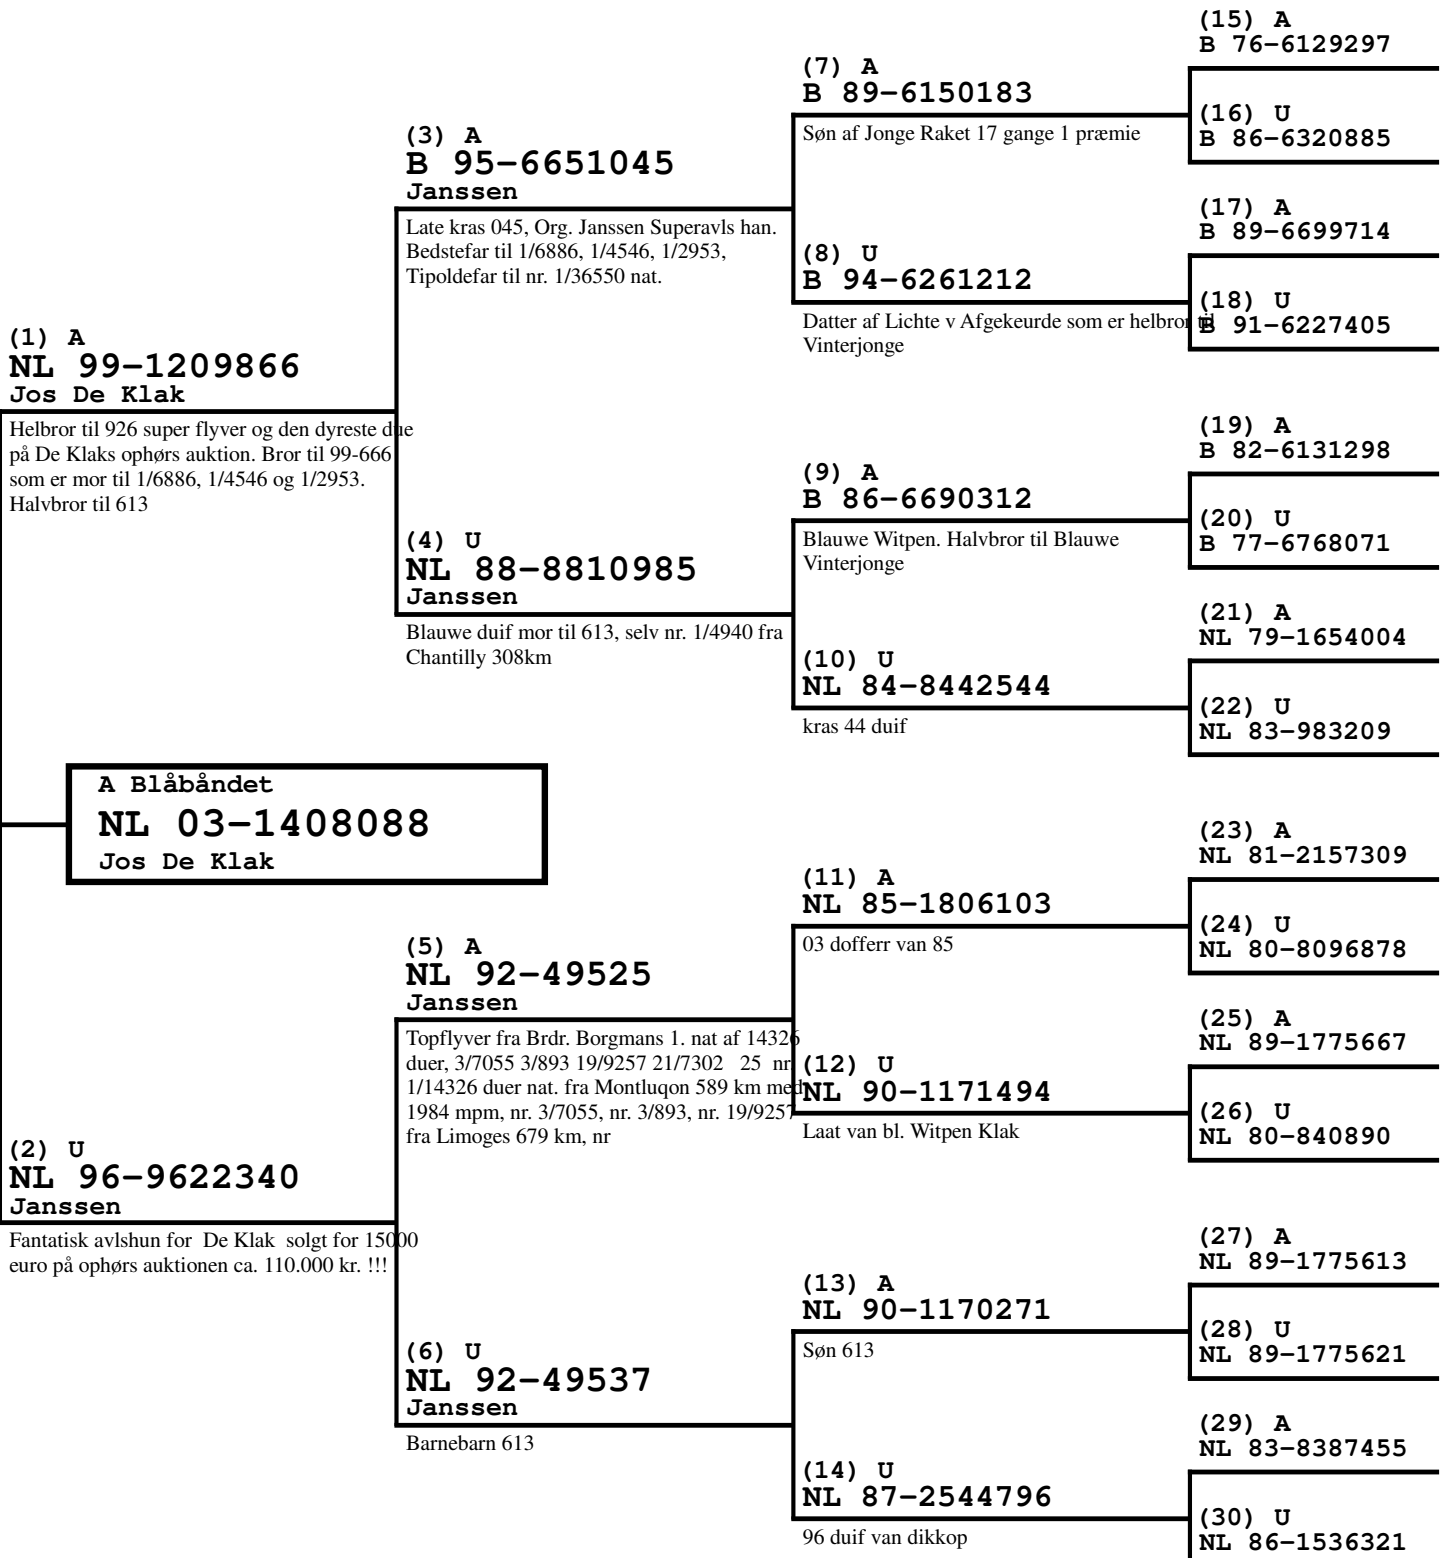 (1) A
NL 99-1209866
Jos De Klak
Helbror til 926 super flyver og den dyreste due
på De Klaks ophørs auktion. Bror til 99-666
som er mor til 1/6886, 1/4546 og 1/2953.
Halvbror til 613
A Blåbåndet
NL 03-1408088
Jos De Klak
(2) U
NL 96-9622340
Janssen
Fantatisk avlshun for De Klak solgt for 15000
euro på ophørs auktionen ca. 110.000 kr. !!!
(3) A
B 95-6651045
Janssen
Late kras 045, Org. Janssen Superavls han.
Bedstefar til 1/6886, 1/4546, 1/2953,
Tipoldefar til nr. 1/36550 nat.
(4) U
NL 88-8810985
Janssen
Blauwe duif mor til 613, selv nr. 1/4940 fra
Chantilly 308km
(5) A
NL 92-49525
Janssen
Topflyver fra Brdr. Borgmans 1. nat af 14326
duer, 3/7055 3/893 19/9257 21/7302 25 nr.
1/14326 duer nat. fra Montluqon 589 km med
1984 mpm, nr. 3/7055, nr. 3/893, nr. 19/9257
fra Limoges 679 km, nr
(6) U
NL 92-49537
Janssen
Barnebarn 613
(7) A
B 89-6150183
Søn af Jonge Raket 17 gange 1 præmie
(8) U
B 94-6261212
Datter af Lichte v Afgekeurde som er helbror til
Vinterjonge
(9) A
B 86-6690312
Blauwe Witpen. Halvbror til Blauwe
Vinterjonge
(10) U
NL 84-8442544
kras 44 duif
(11) A
NL 85-1806103
03 dofferr van 85
(12) U
NL 90-1171494
Laat van bl. Witpen Klak
(13) A
NL 90-1170271
Søn 613
(14) U
NL 87-2544796
96 duif van dikkop
(15) A
B 76-6129297
(16) U
B 86-6320885
(17) A
B 89-6699714
(18) U
B 91-6227405
(19) A
B 82-6131298
(20) U
B 77-6768071
(21) A
NL 79-1654004
(22) U
NL 83-983209
(23) A
NL 81-2157309
(24) U
NL 80-8096878
(25) A
NL 89-1775667
(26) U
NL 80-840890
(27) A
NL 89-1775613
(28) U
NL 89-1775621
(29) A
NL 83-8387455
(30) U
NL 86-1536321